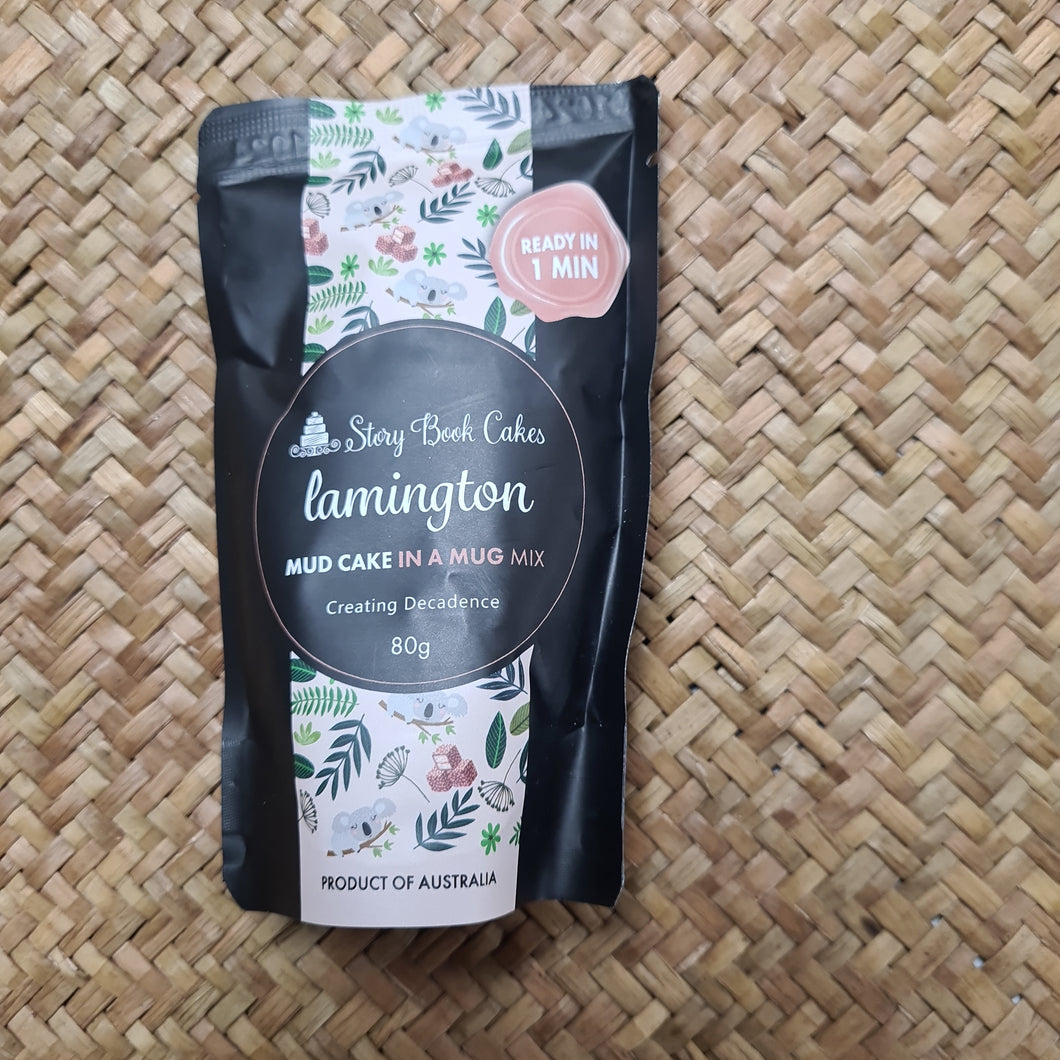 READY IN
1 MIN
Story Book Cakes
lamington
MUD CAKE IN A MUG MIX
Creating Decadence
80g
PRODUCT OF AUSTRALIA